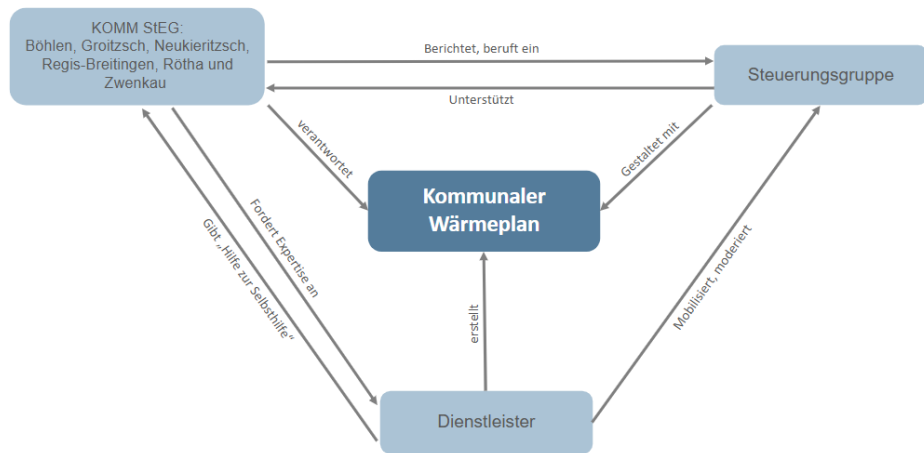 KOMM StEG:
Böhlen, Groitzsch, Neukieritzsch,
Regis-Breitingen, Rötha und
Zwenkau
Berichtet, beruft ein
Steuerungsgruppe
Unterstützt
verantwortet
Gestaltet mit
Kommunaler
Wärmeplan
Fordert Expertise an
Gibt „Hilfe zur Selbsthilfe“
erstellt
Mobilisiert, moderiert
Dienstleister